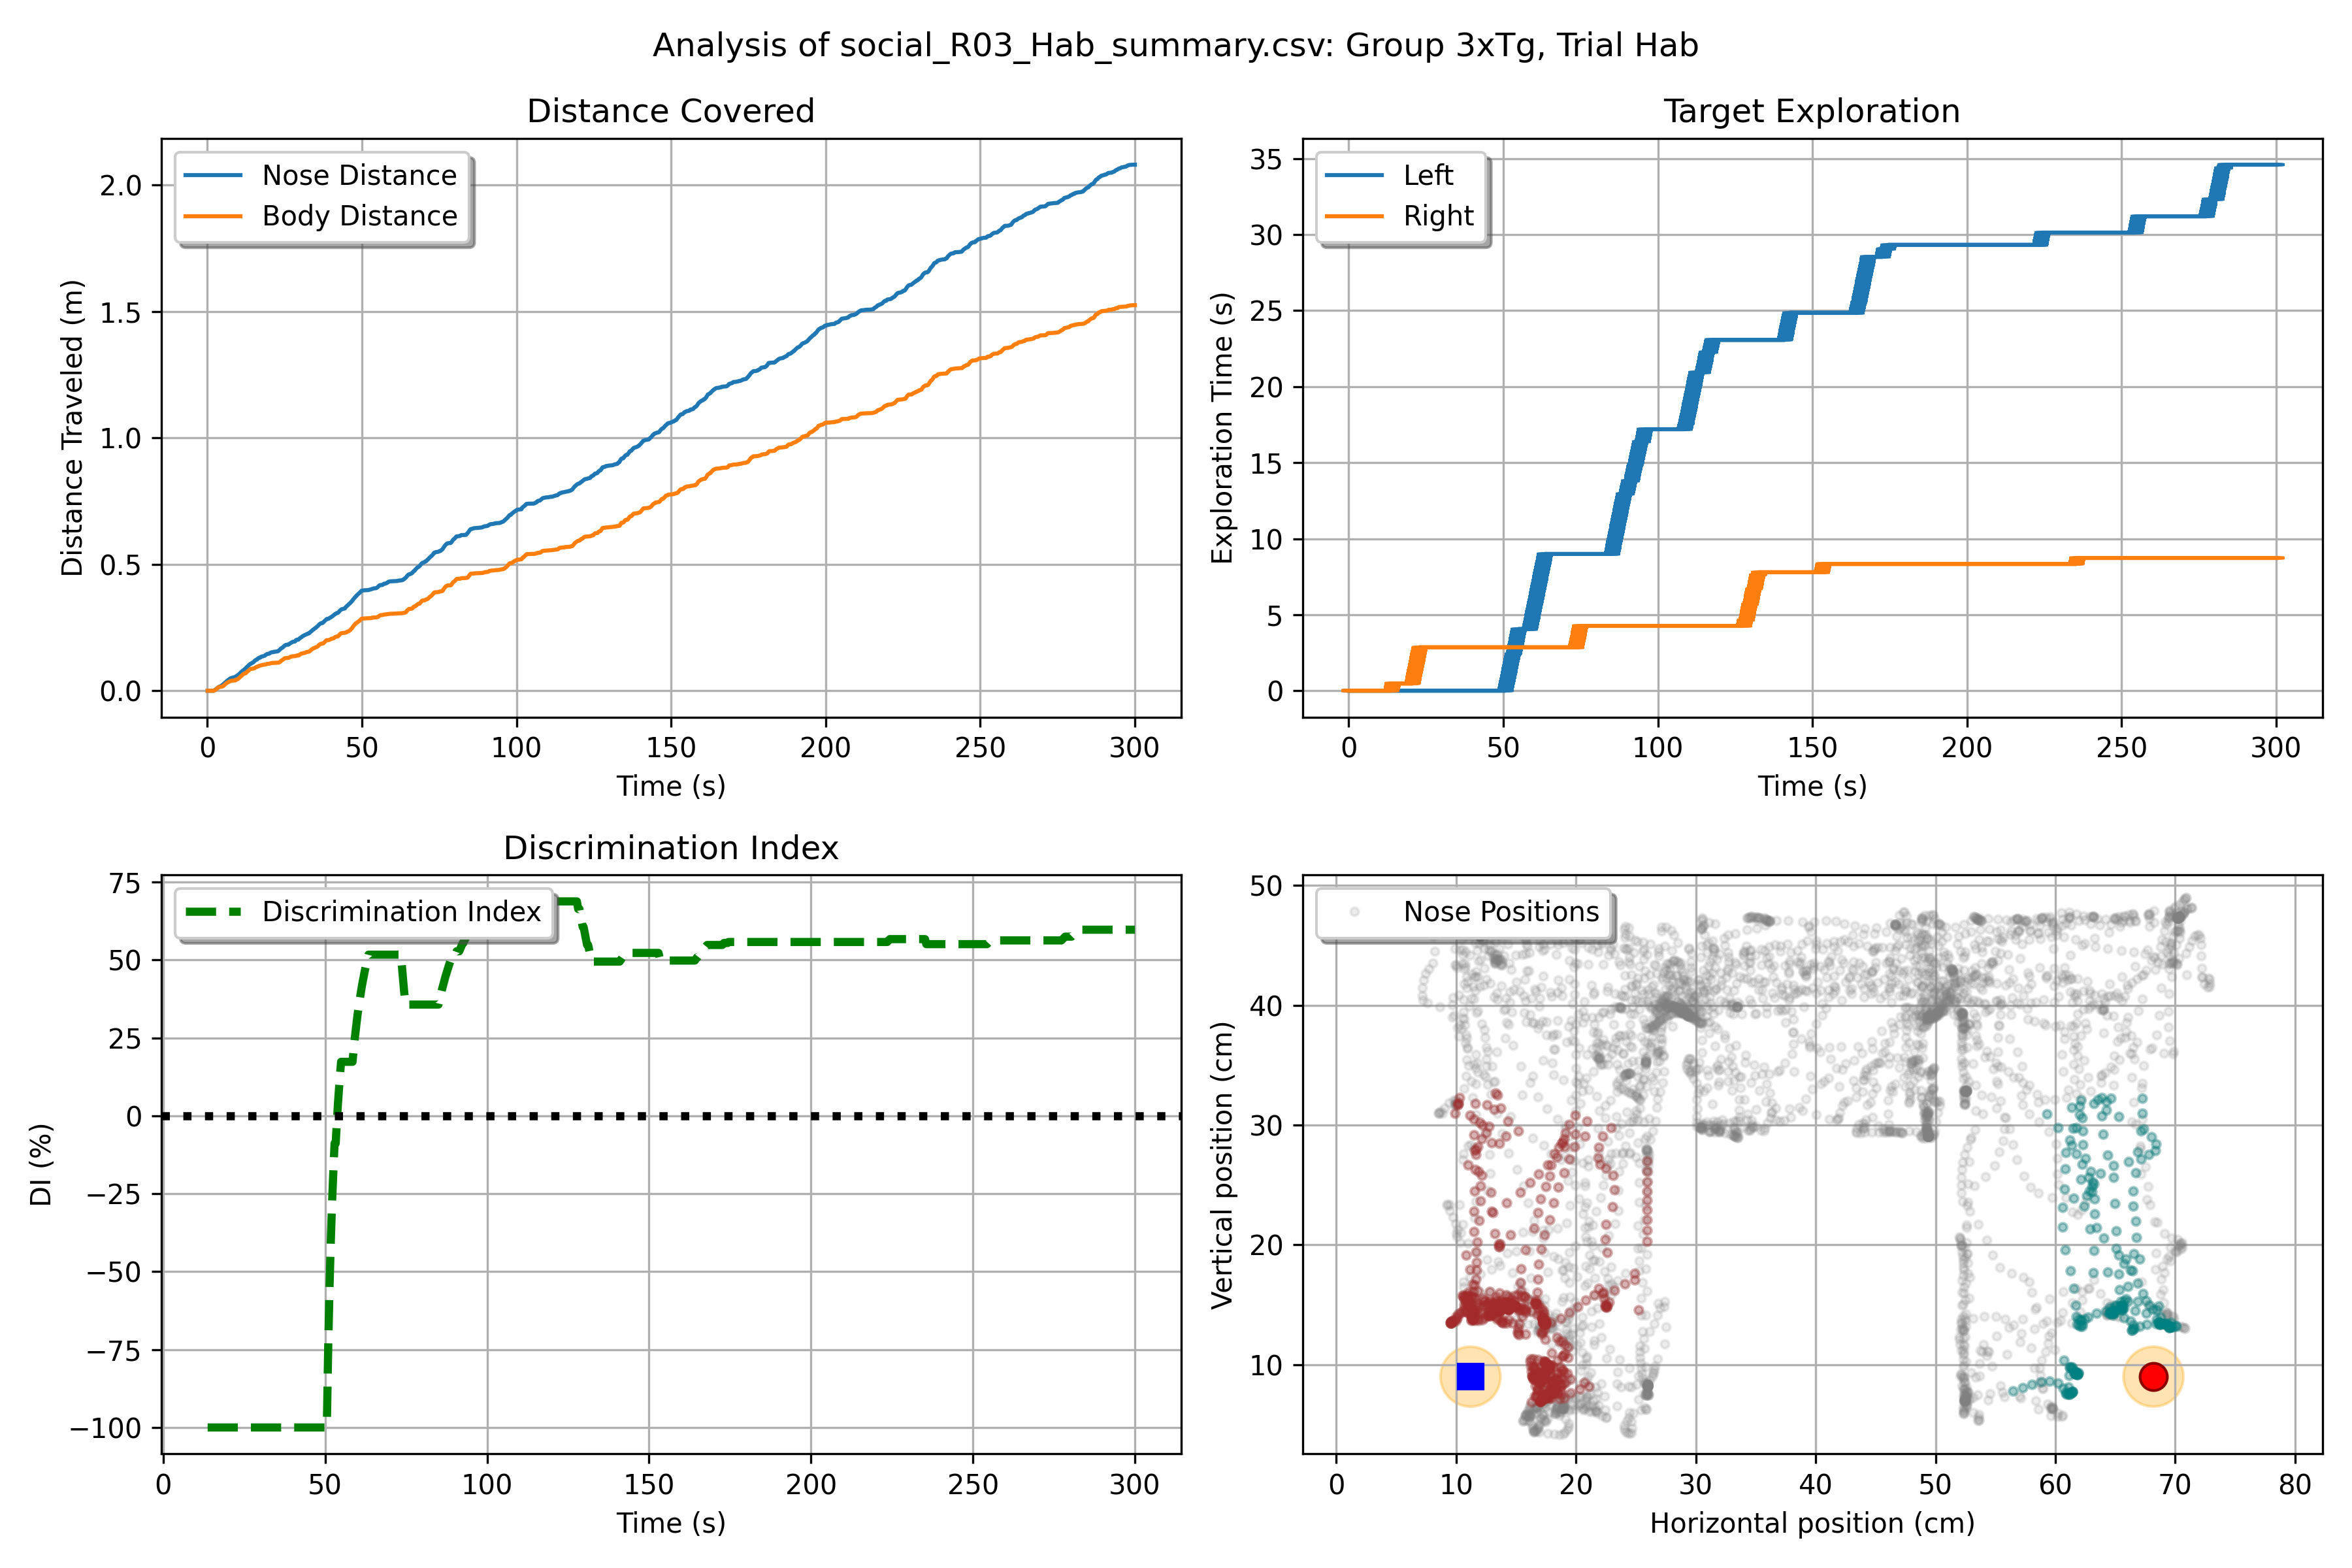 Analysis of social_R03_Hab_summary.csv: Group 3xTg, Trial Hab
Distance Covered
Nose Distance
Body Distance
Distance Traveled (m)
2.0
1.5
1.0
0.5
0.0
0 50 100 150 200 250 300
Time (s)
Target Exploration
Left
Right
Exploration Time (s)
35
30
25
20
15
10
5
0
0 50 100 150 200 250 300
Time (s)
Discrimination Index
Discrimination Index
DI (%)
75
50
25
0
−25
−50
−75
−100
0 50 100 150 200 250 300
Time (s)
Nose Positions
Vertical position (cm)
50
40
30
20
10
0 10 20 30 40 50 60 70 80
Horizontal position (cm)